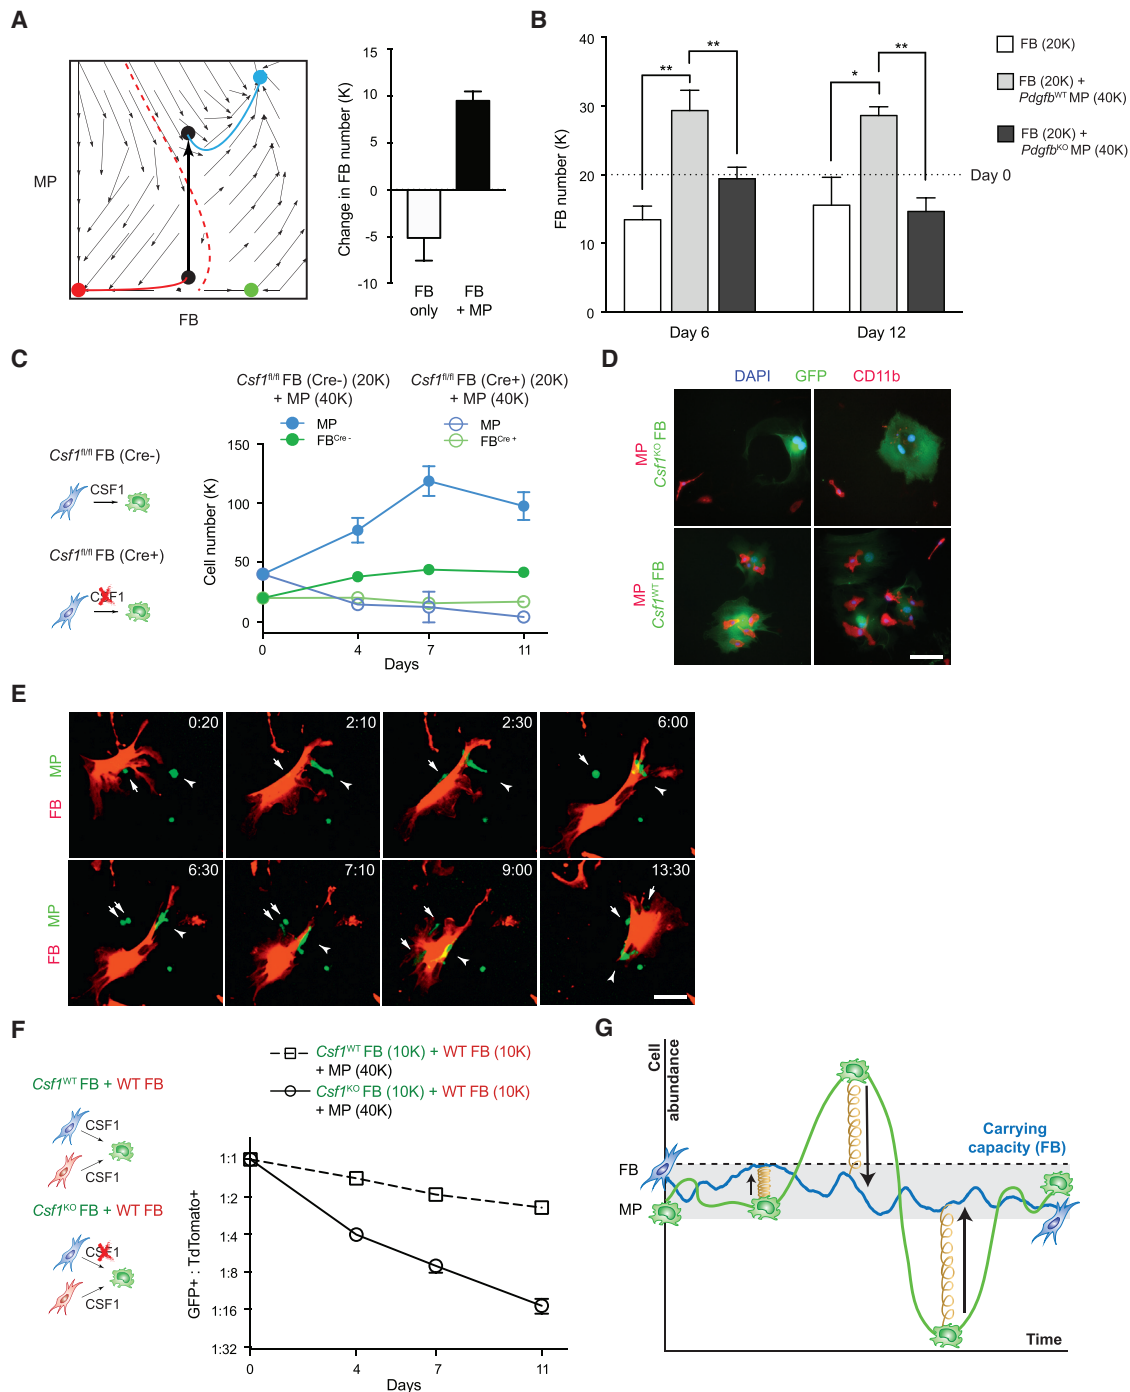 A
MP
FB
Change in FB number (K)
15
10
5
0
-5
-10
FB only
FB + MP
B
FB number (K)
40
30
20
10
0
**
**
*
**
Day 0
Day 6
Day 12
FB (20K)
FB (20K) +
PdgfbWT MP (40K)
FB (20K) +
PdgfbKO MP (40K)
C
Csf1fl/fl FB (Cre-)
CSF1
Csf1fl/fl FB (Cre+)
CSF1
Csf1fl/fl FB (Cre-) (20K)
+ MP (40K)
MP
FBCre -
Csf1fl/fl FB (Cre+) (20K)
+ MP (40K)
MP
FBCre +
Cell number (K)
150
100
50
0
0
4
7
11
Days
D
DAPI
GFP
CD11b
MP
Csf1KO FB
MP
Csf1WT FB
E
FB MP
0:20
2:10
2:30
6:00
FB MP
6:30
7:10
9:00
13:30
F
Csf1WT FB + WT FB
CSF1
CSF1
Csf1KO FB + WT FB
CSF1
CSF1
Csf1WT FB (10K) + WT FB (10K)
+ MP (40K)
Csf1KO FB (10K) + WT FB (10K)
+ MP (40K)
GFP+ : TdTomato+
1:1
1:2
1:4
1:8
1:16
1:32
0
4
7
11
Days
G
Cell
abundance
Carrying
capacity (FB)
FB
MP
Time